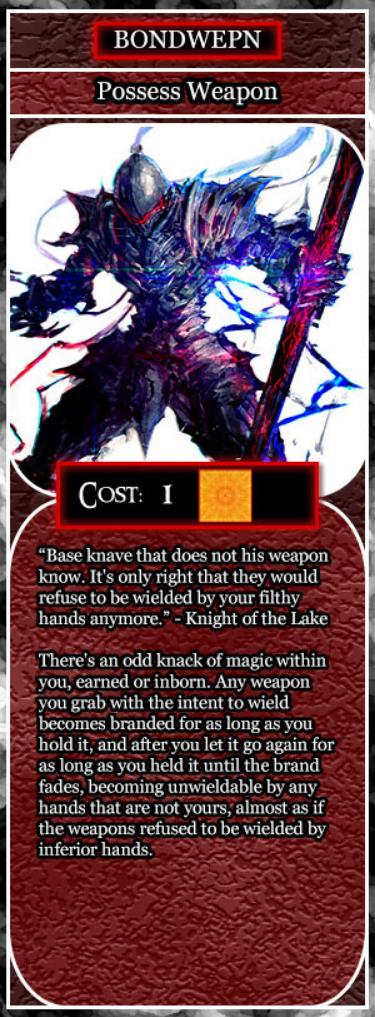 BONDWEPN
Possess Weapon
Cost: 1
“Base knave that does not his weapon
know. It's only right that they would
refuse to be wielded by your filthy
hands anymore.” - Knight of the Lake
There's an odd knack of magic within
you, earned or inborn. Any weapon
you grab with the intent to wield
becomes branded for as long as you
hold it, and after you let it go again for
as long as you held it until the brand
fades, becoming unwieldable by any
hands that are not yours, almost as if
the weapons refused to be wielded by
inferior hands.